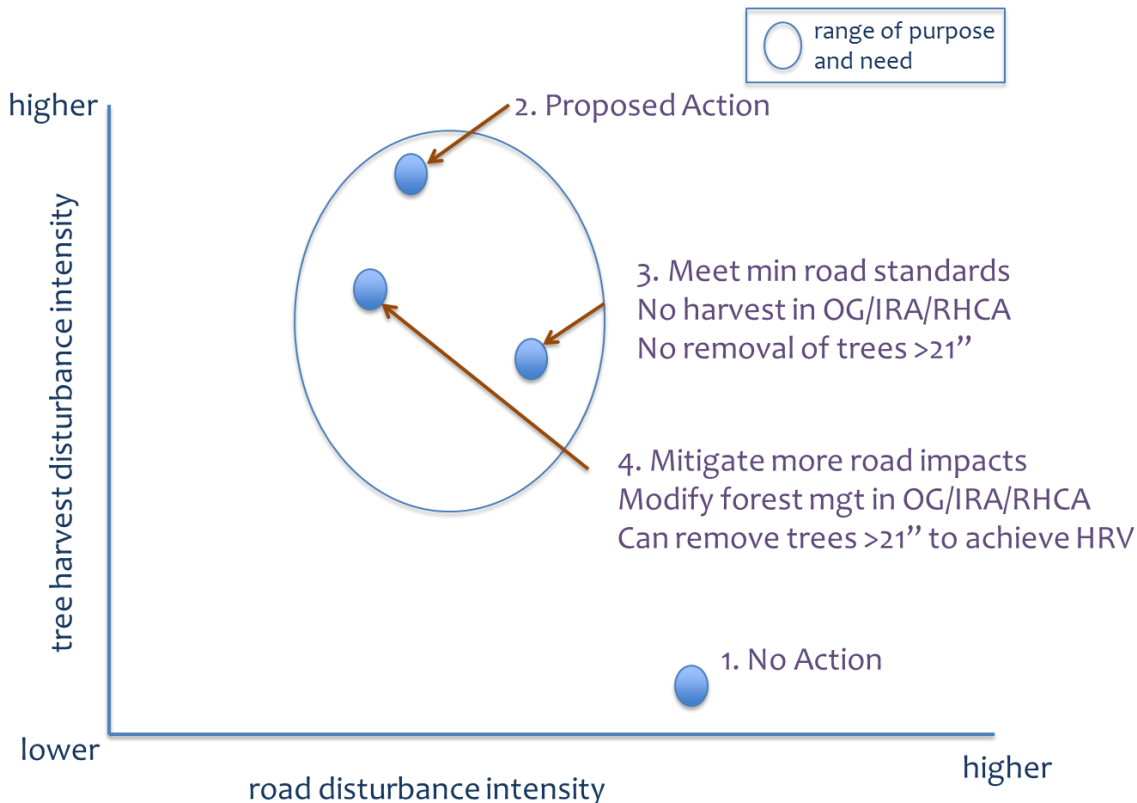 range of purpose
and need
higher
2. Proposed Action
tree harvest disturbance intensity
3. Meet min road standards
No harvest in OG/IRA/RHCA
No removal of trees >21”
4. Mitigate more road impacts
Modify forest mgt in OG/IRA/RHCA
Can remove trees >21” to achieve HRV
1. No Action
lower
higher
road disturbance intensity